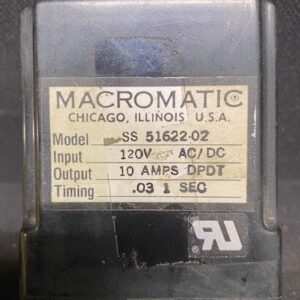 MACROMATIC
CHICAGO, ILLINOIS U.S.A.
Model SS 51622-02
Input 120V AC/DC
Output 10 AMPS DPDT
Timing .03 1 SEC
RU
®